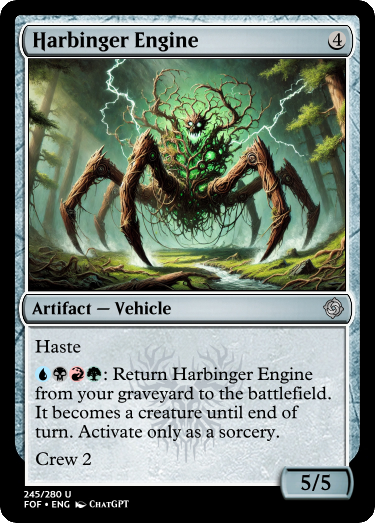 Harbinger Engine 4
Artifact — Vehicle
Haste
: Return Harbinger Engine
from your graveyard to the battlefield.
It becomes a creature until end of
turn. Activate only as a sorcery.
Crew 2
5/5
245/280 U
FOF • ENG ChatGPT